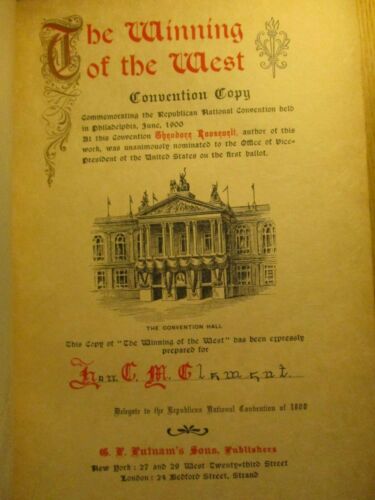 The Winning
of the West
Convention Copy
Commemorating the Republican National Convention held
in Philadelphia, June, 1900
At this Convention Theodore Roosevelt, author of this
work, was unanimously nominated to the Office of Vice-
President of the United States on the first ballot.
THE CONVENTION HALL
This Copy of "The Winning of the West" has been expressly
prepared for
Hon. C. M. Clement.
Delegate to the Republican National Convention of 1900
G. P. Putnam's Sons, Publishers
New York: 27 and 29 West Twenty-third Street
London: 24 Bedford Street, Strand